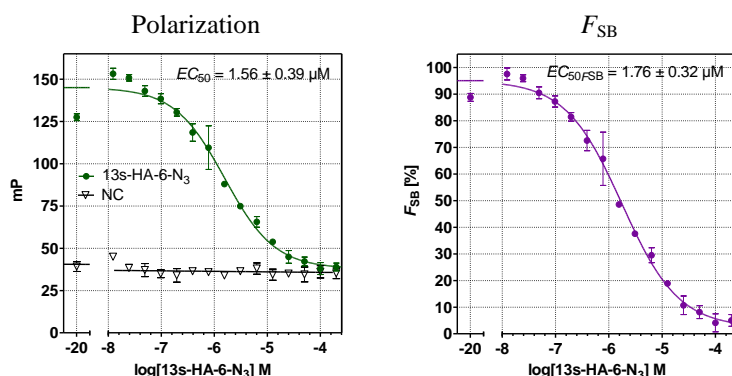 Polarization
EC50 = 1.56 ± 0.39 µM
150
125
100
75
50
25
0
mP
13s-HA-6-N3
NC
-20 -8 -7 -6 -5 -4
log[13s-HA-6-N3] M
FSB
EC50FSB = 1.76 ± 0.32 µM
100
90
80
70
60
50
40
30
20
10
0
FSB [%]
-20 -8 -7 -6 -5 -4
log[13s-HA-6-N3] M